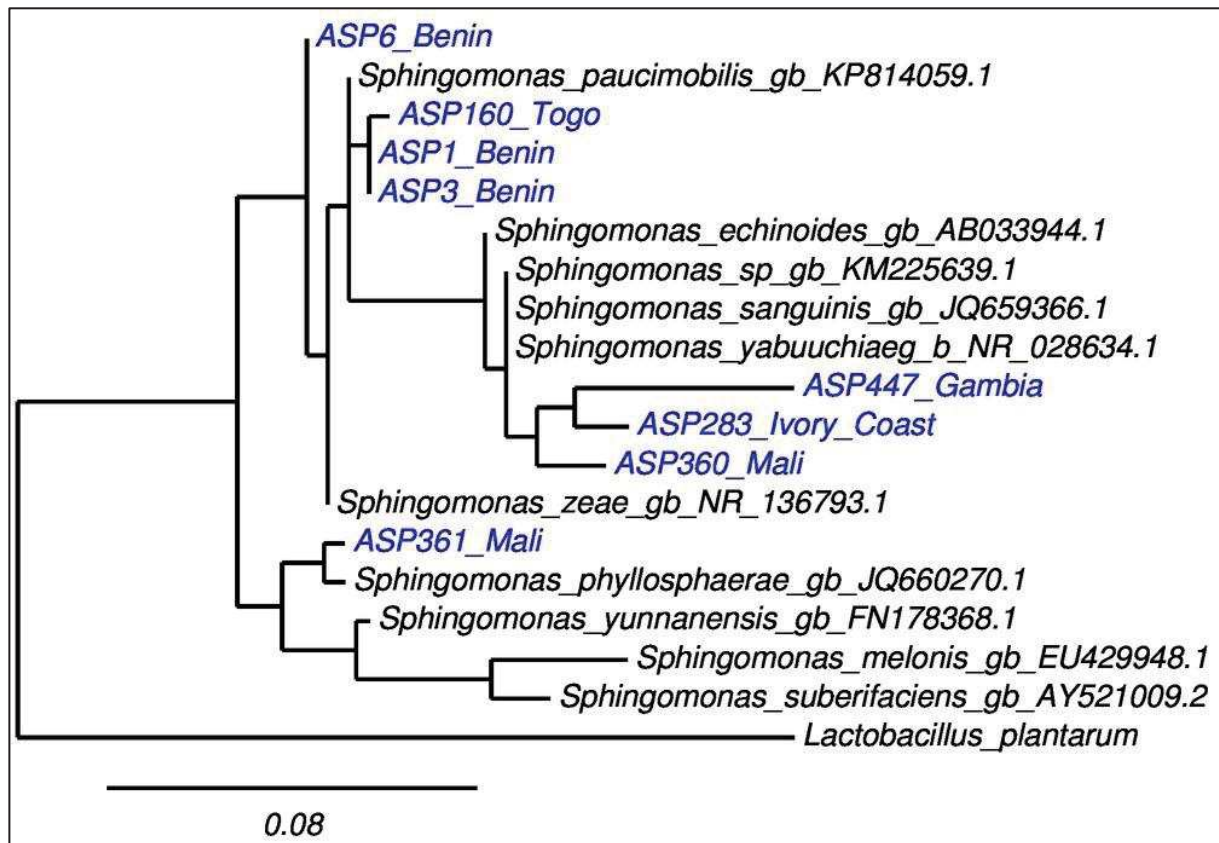 ASP6_Benin
Sphingomonas_paucimobilis_gb_KP814059.1
ASP160_Togo
ASP1_Benin
ASP3_Benin
Sphingomonas_echinoides_gb_AB033944.1
Sphingomonas_sp_gb_KM225639.1
Sphingomonas_sanguinis_gb_JQ659366.1
Sphingomonas_yabuuchiaeg_b_NR_028634.1
ASP447_Gambia
ASP283_Ivory_Coast
ASP360_Mali
Sphingomonas_zeae_gb_NR_136793.1
ASP361_Mali
Sphingomonas_phyllosphaerae_gb_JQ660270.1
Sphingomonas_yunnanensis_gb_FN178368.1
Sphingomonas_melonis_gb_EU429948.1
Sphingomonas_suberifaciens_gb_AY521009.2
Lactobacillus_plantarum
0.08